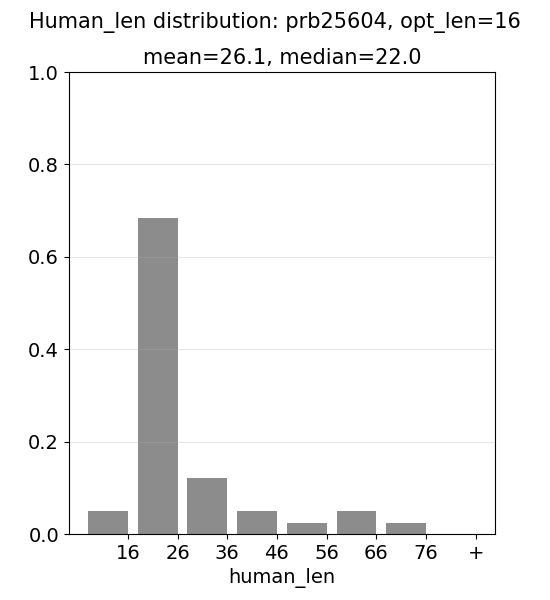 Human_len distribution: prb25604, opt_len=16
mean=26.1, median=22.0
1.0
0.8
0.6
0.4
0.2
0.0
16 26 36 46 56 66 76 +
human_len